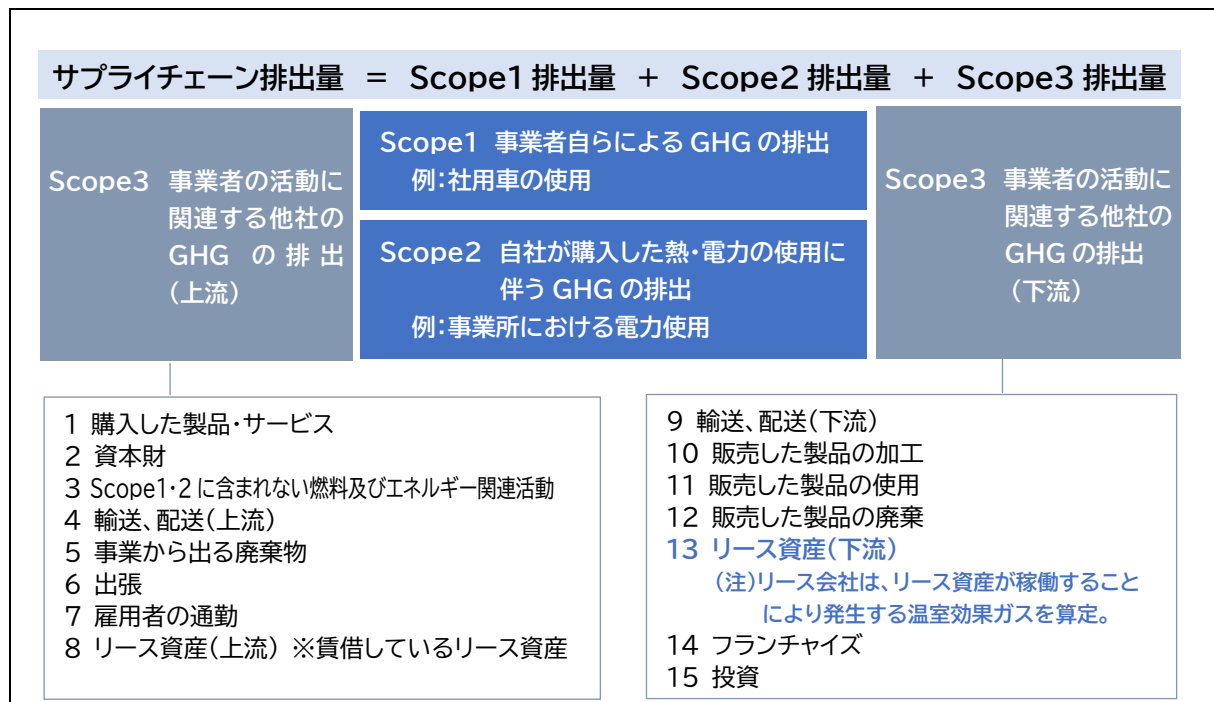 サプライチェーン排出量 = Scope1 排出量 + Scope2 排出量 + Scope3 排出量
Scope3 事業者の活動に
関連する他社の
GHG の排出
(上流)
Scope1 事業者自らによる GHG の排出
例:社用車の使用
Scope2 自社が購入した熱・電力の使用に
伴う GHG の排出
例:事業所における電力使用
Scope3 事業者の活動に
関連する他社の
GHG の排出
(下流)
1 購入した製品・サービス
2 資本財
3 Scope1・2 に含まれない燃料及びエネルギー関連活動
4 輸送、配送(上流)
5 事業から出る廃棄物
6 出張
7 雇用者の通勤
8 リース資産(上流) ※賃借しているリース資産
9 輸送、配送(下流)
10 販売した製品の加工
11 販売した製品の使用
12 販売した製品の廃棄
13 リース資産(下流)
(注)リース会社は、リース資産が稼働すること
により発生する温室効果ガスを算定。
14 フランチャイズ
15 投資